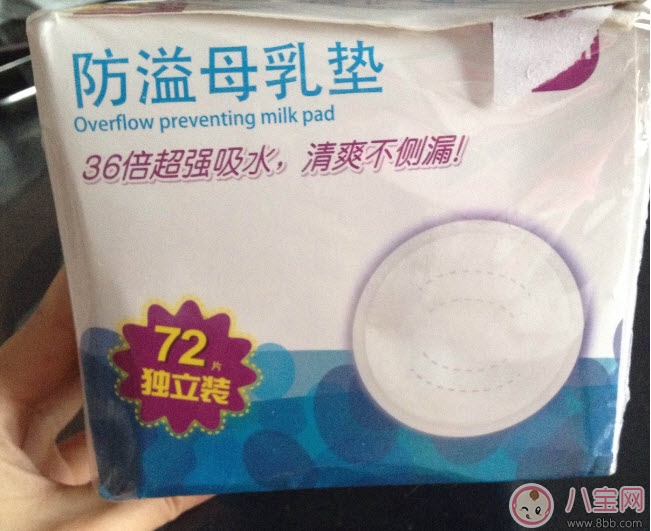 防溢母乳垫
Overflow preventing milk pad
36倍超强吸水，清爽不侧漏!
72片
独立装
八宝网
www.8bb.com